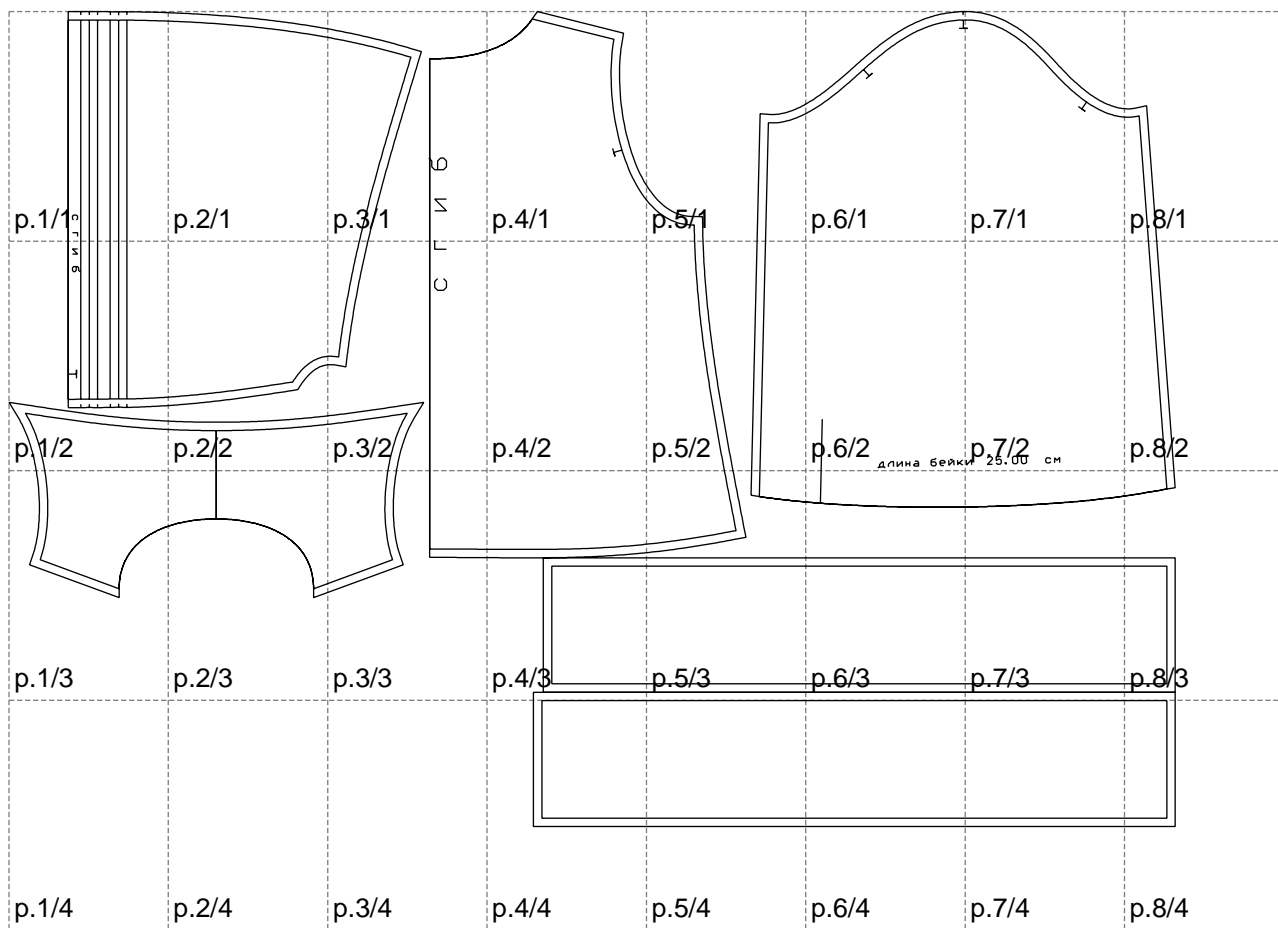 p.1/1 p.2/1 p.3/1 p.4/1 p.5/1 p.6/1 p.7/1 p.8/1
сгиб
сгиб
p.1/2 p.2/2 p.3/2 p.4/2 p.5/2 p.6/2 p.7/2 p.8/2
длина бейки 25.00 см
p.1/3 p.2/3 p.3/3 p.4/3 p.5/3 p.6/3 p.7/3 p.8/3
p.1/4 p.2/4 p.3/4 p.4/4 p.5/4 p.6/4 p.7/4 p.8/4